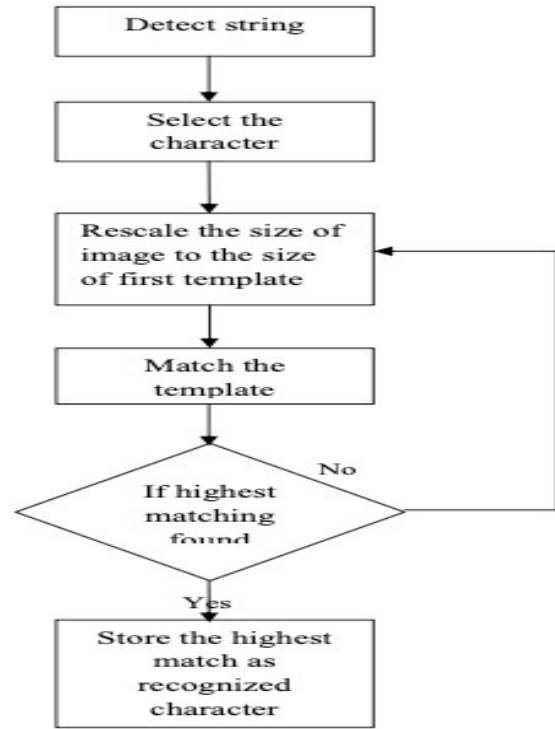 Detect string
Select the
character
Rescale the size of
image to the size
of first template
Match the
template
No
If highest
matching
found
Yes
Store the highest
match as
recognized
character